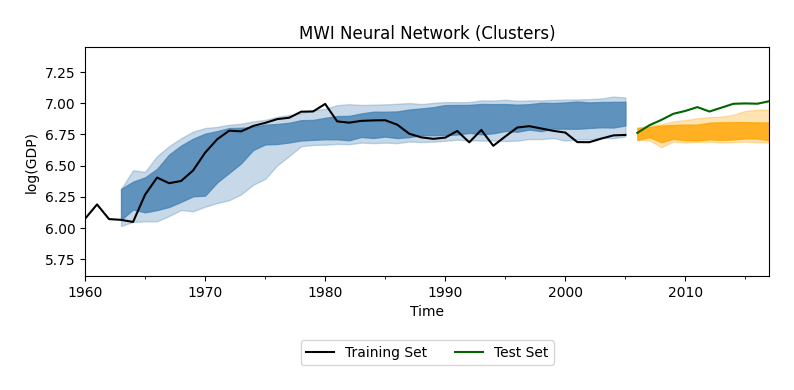 MWI Neural Network (Clusters)
log(GDP)
7.25
7.00
6.75
6.50
6.25
6.00
5.75
1960
1970
1980
1990
2000
2010
Time
Training Set
Test Set